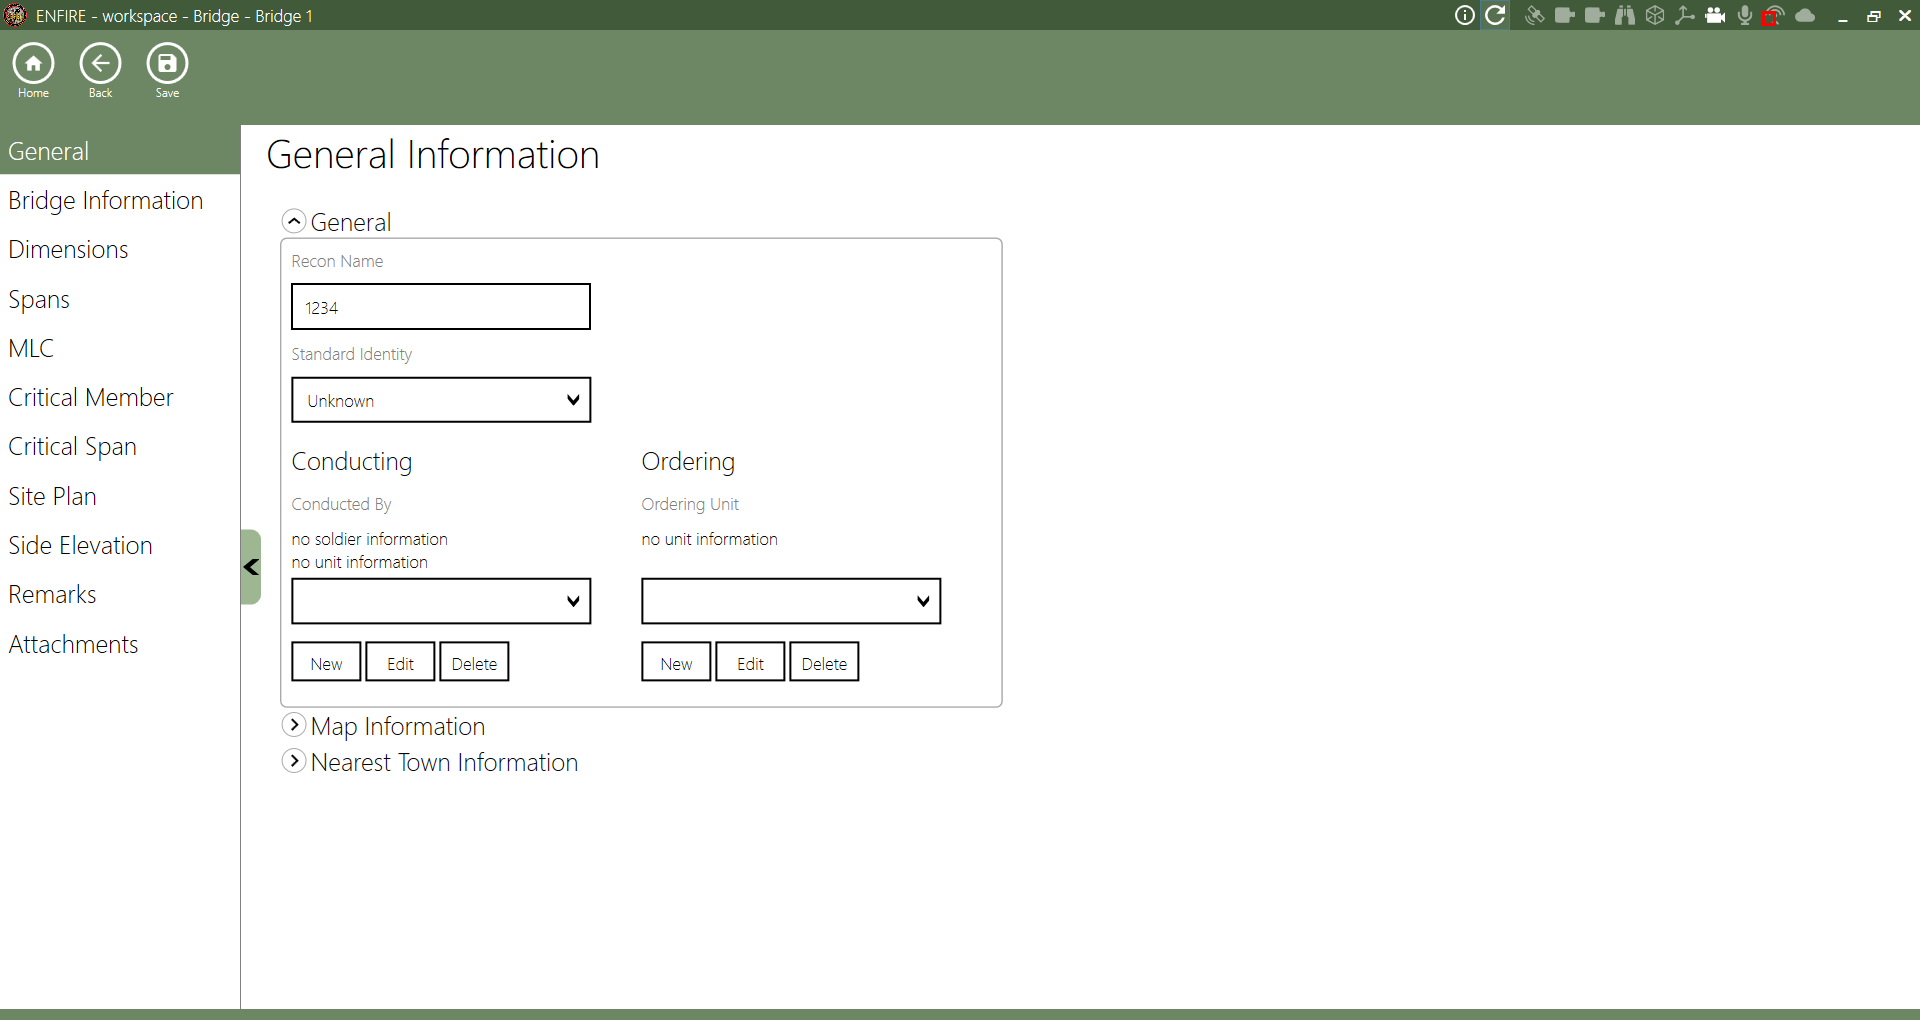 ENFIRE - workspace - Bridge - Bridge 1
Home
Back
Save
General
Bridge Information
Dimensions
Spans
MLC
Critical Member
Critical Span
Site Plan
Side Elevation
Remarks
Attachments
General Information
General
Recon Name
1234
Standard Identity
Unknown
Conducting
Ordering
Conducted By
Ordering Unit
no soldier information
no unit information
no unit information
New Edit Delete
New Edit Delete
Map Information
Nearest Town Information